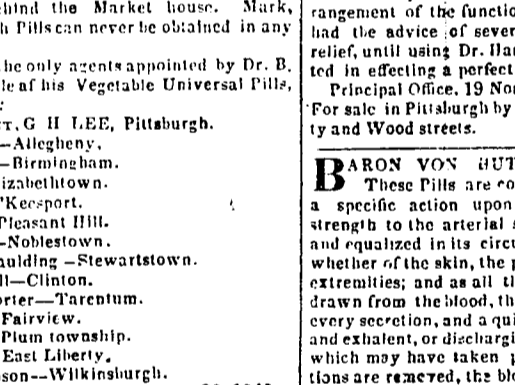 ehind the Market house. Mark,
h Pills can never be obtained in any
he only agents appointed by Dr. B.
le af his Vegetable Universal Pills,
:
T. G H LEE, Pittsburgh.
—Allegheny.
—Birmingham.
izabethtown.
'Keesport.
Pleasant Hill.
—Noblestown.
aulding —Stewartstown.
ll—Clinton.
orter—Tarentum.
Fairview.
Plum township.
East Liberty.
son—Wilkinsburgh.
rangement of the functio
had the advice of sever
relief, until using Dr. Har
ted in effecting a perfect
Principal Office, 19 No
For sale in Pittsburgh by
ty and Wood streets.
BARON VON HUT
These Pills are co
a specific action upon
strength to the arterial
and equalized in its circu
whether of the skin, the p
extremities; and as all t
drawn from the blood, th
every secretion, and a qui
and exhalent, or dischargi
which may have taken p
tions are removed, the blo